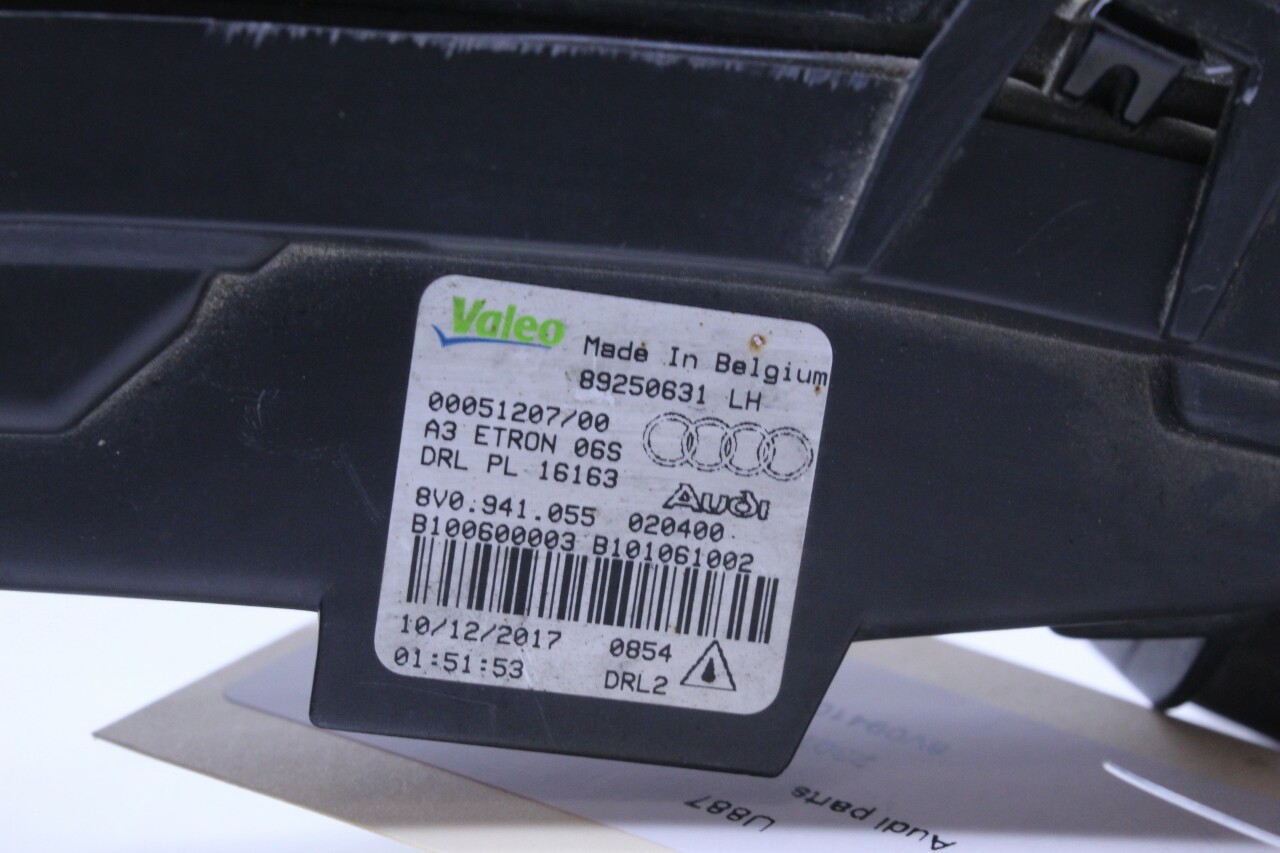 Valeo
Made In Belgium
89250631 LH
00051207/00
A3 ETRON 06S
DRL PL 16163
Audi
8V0.941.055 020400
B100600003 B101061002
10/12/2017 0854
01:51:53 DRL2
Audi parts
U887